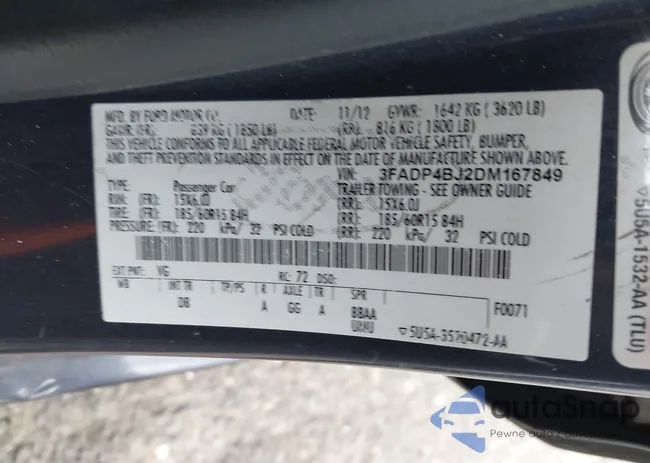 MFD. BY FORD MOTOR CO. DATE: 11/12 GVWR: 1642 KG ( 3620 LB)
GAWR: (FR): 839 KG ( 1850 LB) (RR): 816 KG ( 1800 LB)
THIS VEHICLE CONFORMS TO ALL APPLICABLE FEDERAL MOTOR VEHICLE SAFETY, BUMPER,
AND THEFT PREVENTION STANDARDS IN EFFECT ON THE DATE OF MANUFACTURE SHOWN ABOVE.
VIN: 3FADP4BJ2DM167849
TYPE: Passenger Car TRAILER TOWING - SEE OWNER GUIDE
RIM: (FR): 15X6.0J (RR): 15X6.0J
TIRE: (FR): 185/60R15 84H (RR): 185/60R15 84H
PRESSURE: (FR): 220 kPa/ 32 PSI COLD (RR): 220 kPa/ 32 PSI COLD
EXT PNT: VG RC: 72 DSO:
WB INT TR TP/PS R AXLE TR SPR F0071
DB A GG A BBAA
5U5A-3520472-AA
5U5A-1532-AA (TLU)
autoSnap
Pewne auta z